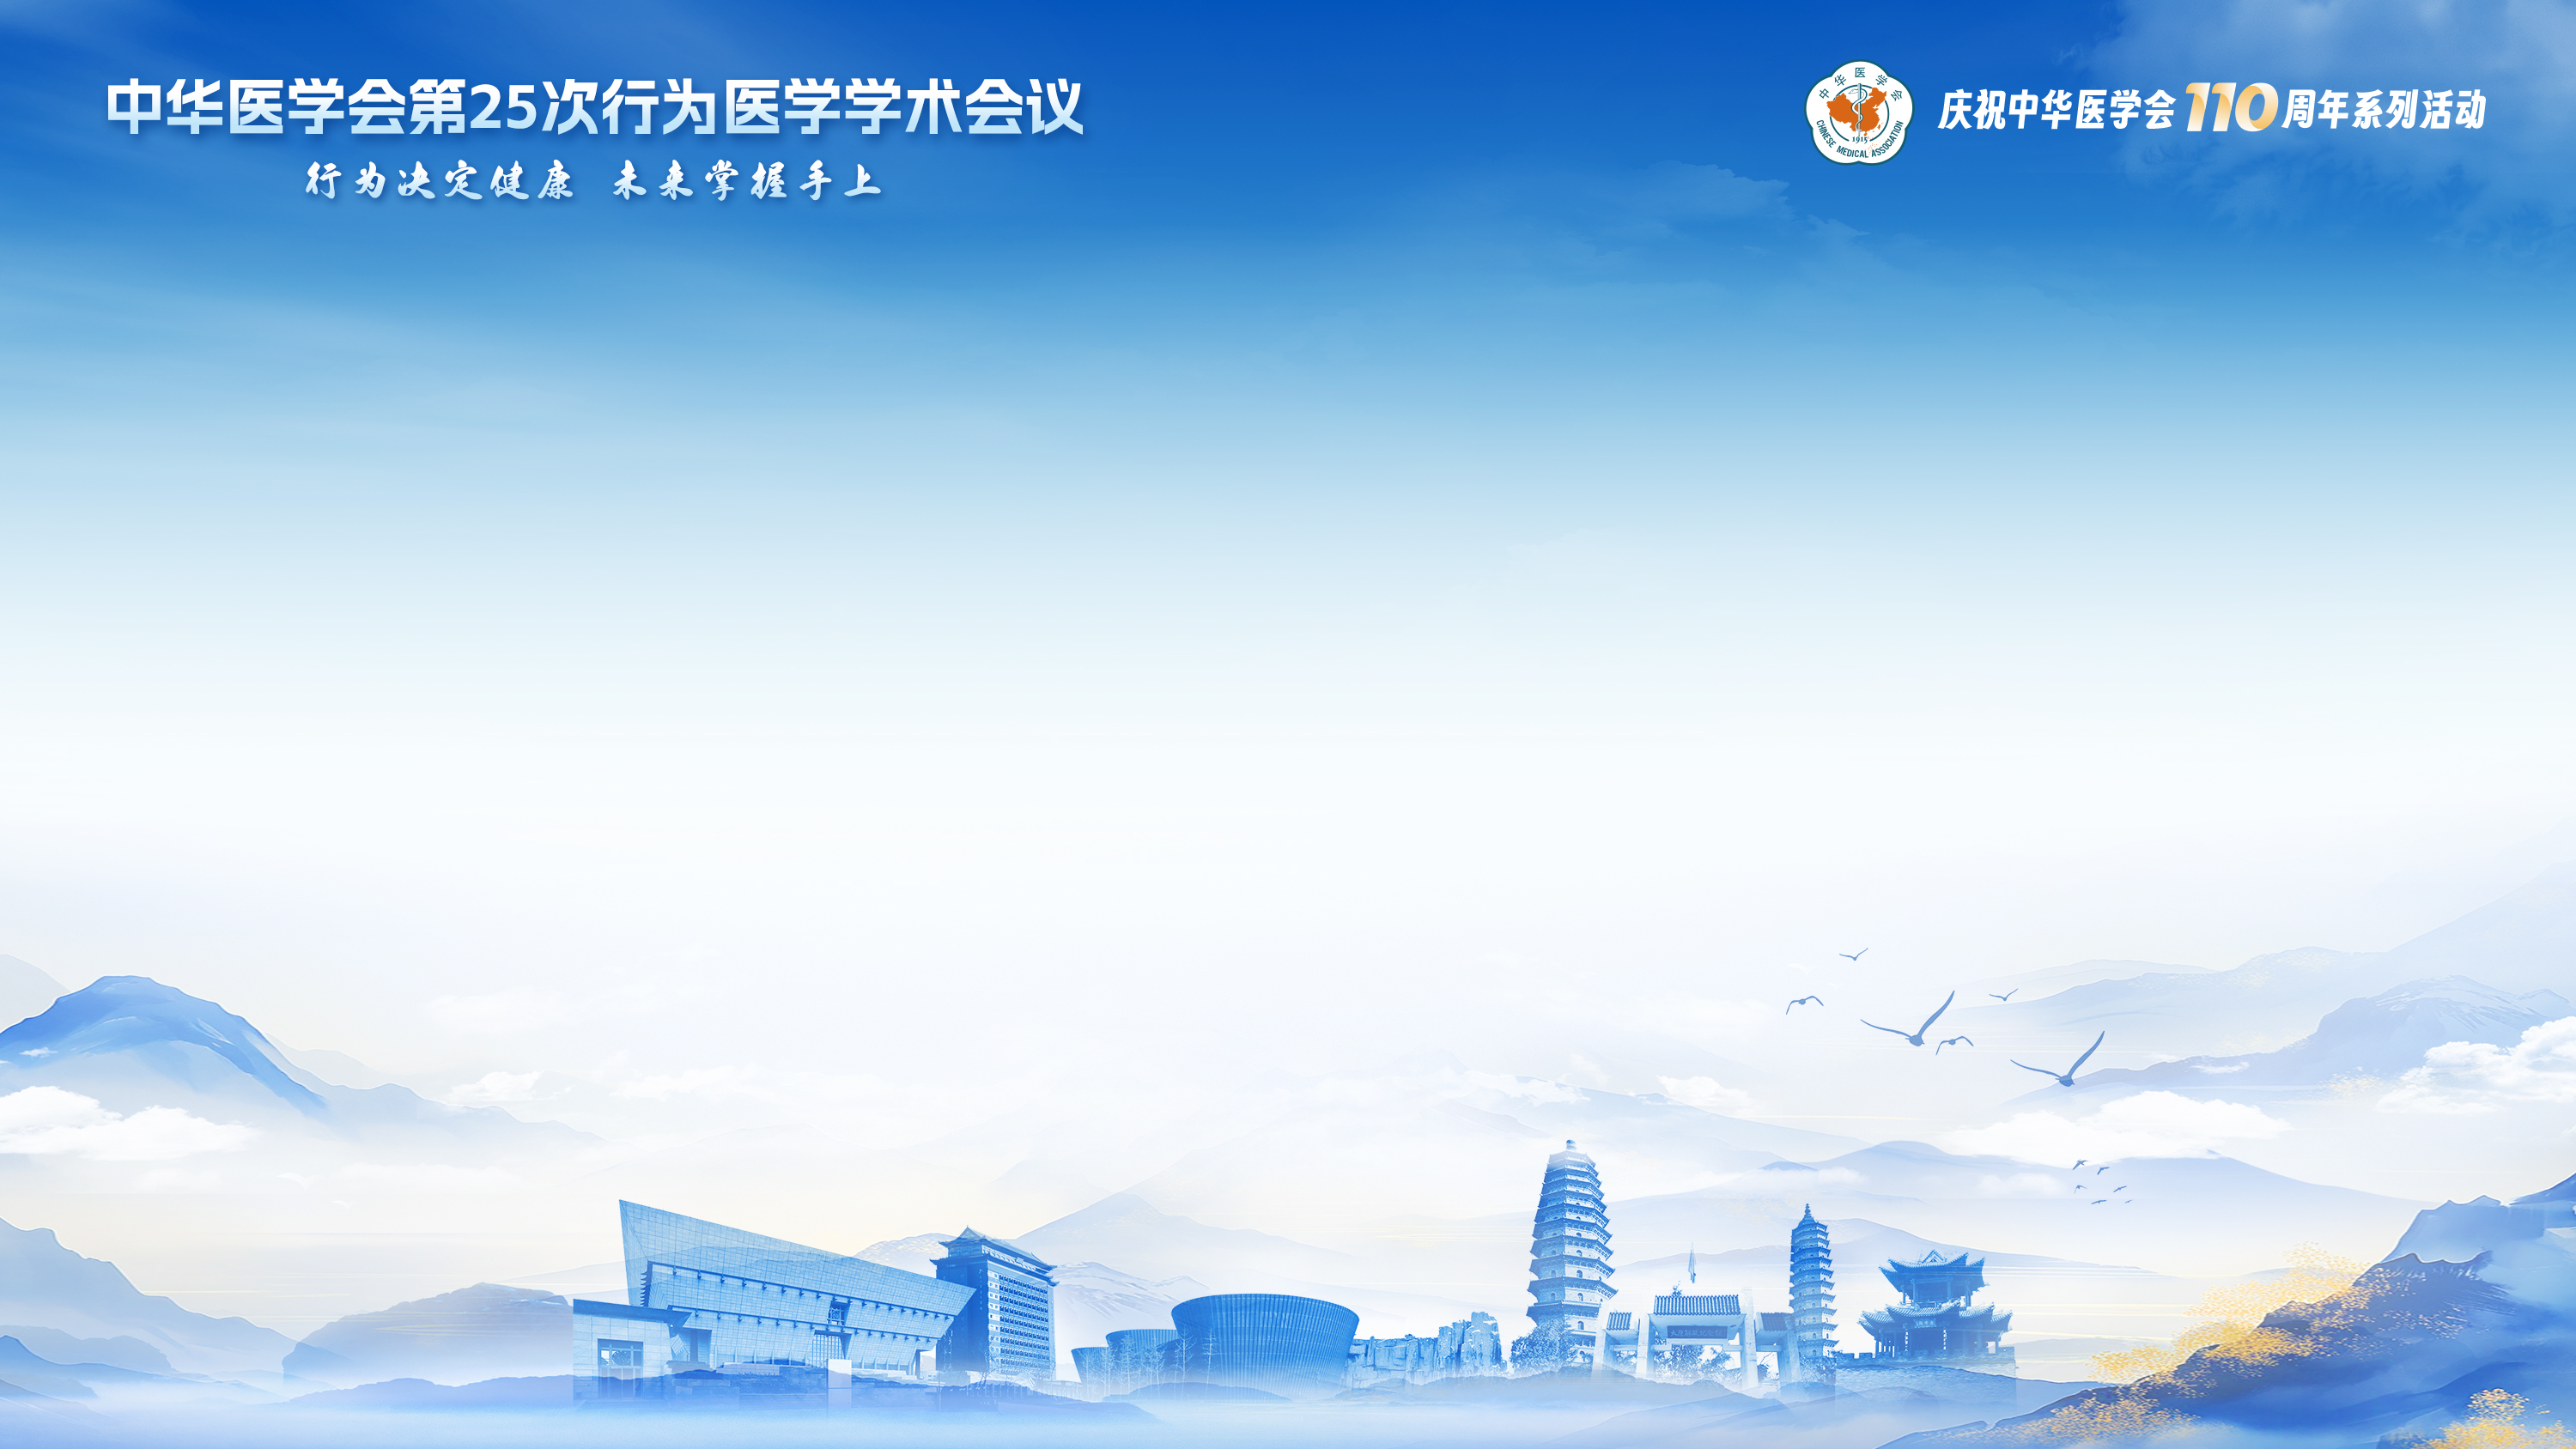 中华医学会第25次行为医学学术会议
行为决定健康 未来掌握手上
中华医学会
CHINESE MEDICAL ASSOCIATION
1915
庆祝中华医学会110周年系列活动